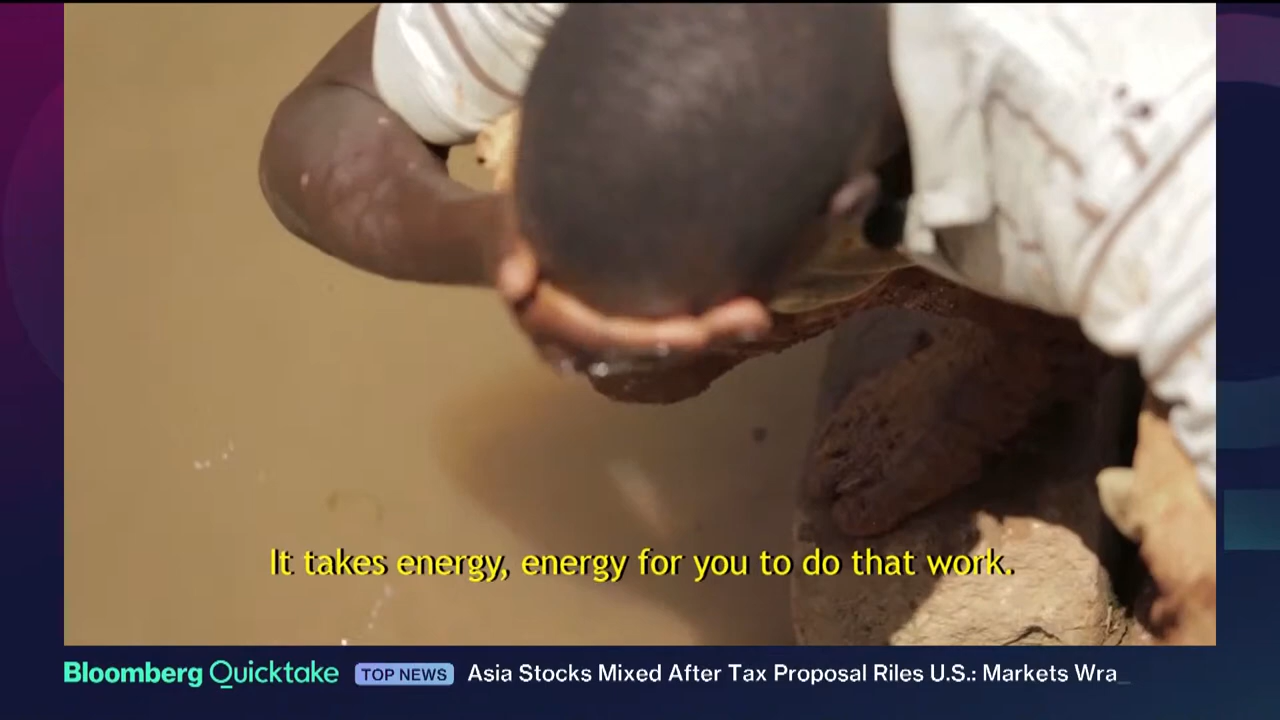 It takes energy, energy for you to do that work.
Bloomberg Quicktake TOP NEWS Asia Stocks Mixed After Tax Proposal Riles U.S.: Markets Wra_